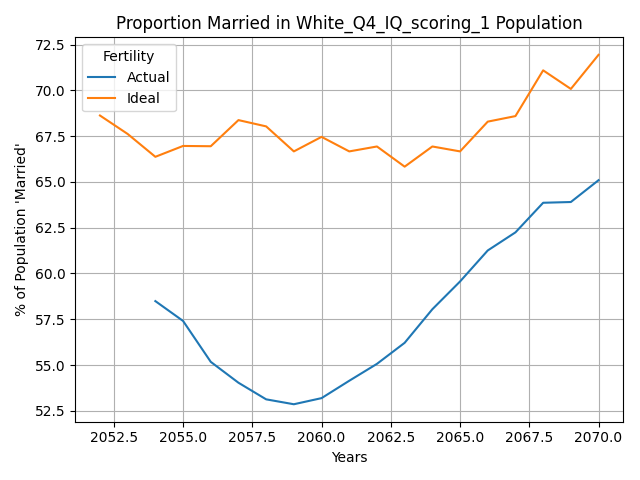 Proportion Married in White_Q4_IQ_scoring_1 Population
72.5
70.0
67.5
65.0
62.5
60.0
57.5
55.0
52.5
% of Population 'Married'
Fertility
Actual
Ideal
2052.5 2055.0 2057.5 2060.0 2062.5 2065.0 2067.5 2070.0
Years